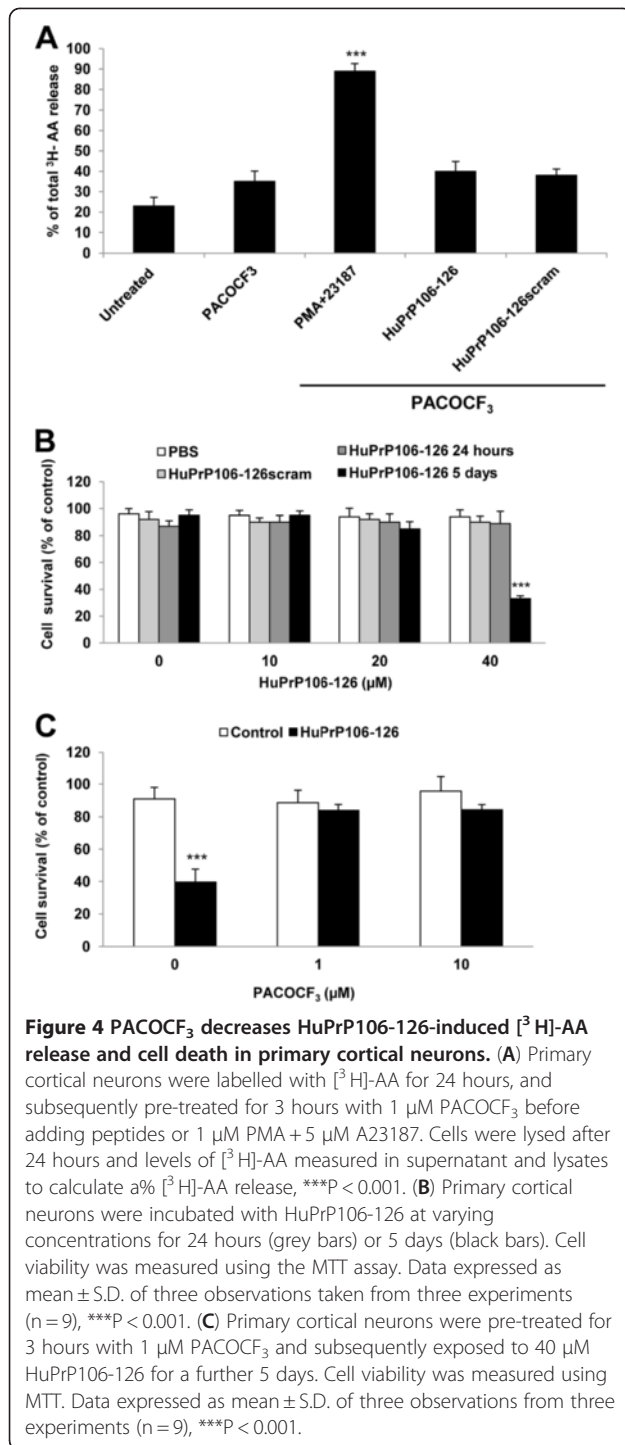 A
***
100
90
80
70
60
50
40
30
20
10
0
% of total ³H- AA release
Untreated
PACOCF3
PMA+23187
HuPrP106-126
HuPrP106-126scram
PACOCF₃
B
PBS
HuPrP106-126 24 hours
HuPrP106-126scram
HuPrP106-126 5 days
120
100
80
60
40
20
0
Cell survival (% of control)
***
0 10 20 40
HuPrP106-126 (µM)
C
Control HuPrP106-126
120
100
80
60
40
20
0
Cell survival (% of control)
***
0 1 10
PACOCF₃ (µM)
Figure 4 PACOCF₃ decreases HuPrP106-126-induced [³ H]-AA
release and cell death in primary cortical neurons. (A) Primary
cortical neurons were labelled with [³ H]-AA for 24 hours, and
subsequently pre-treated for 3 hours with 1 µM PACOCF₃ before
adding peptides or 1 µM PMA + 5 µM A23187. Cells were lysed after
24 hours and levels of [³ H]-AA measured in supernatant and lysates
to calculate a% [³ H]-AA release, ***P < 0.001. (B) Primary cortical
neurons were incubated with HuPrP106-126 at varying
concentrations for 24 hours (grey bars) or 5 days (black bars). Cell
viability was measured using the MTT assay. Data expressed as
mean ± S.D. of three observations taken from three experiments
(n = 9), ***P < 0.001. (C) Primary cortical neurons were pre-treated for
3 hours with 1 µM PACOCF₃ and subsequently exposed to 40 µM
HuPrP106-126 for a further 5 days. Cell viability was measured using
MTT. Data expressed as mean ± S.D. of three observations from three
experiments (n = 9), ***P < 0.001.